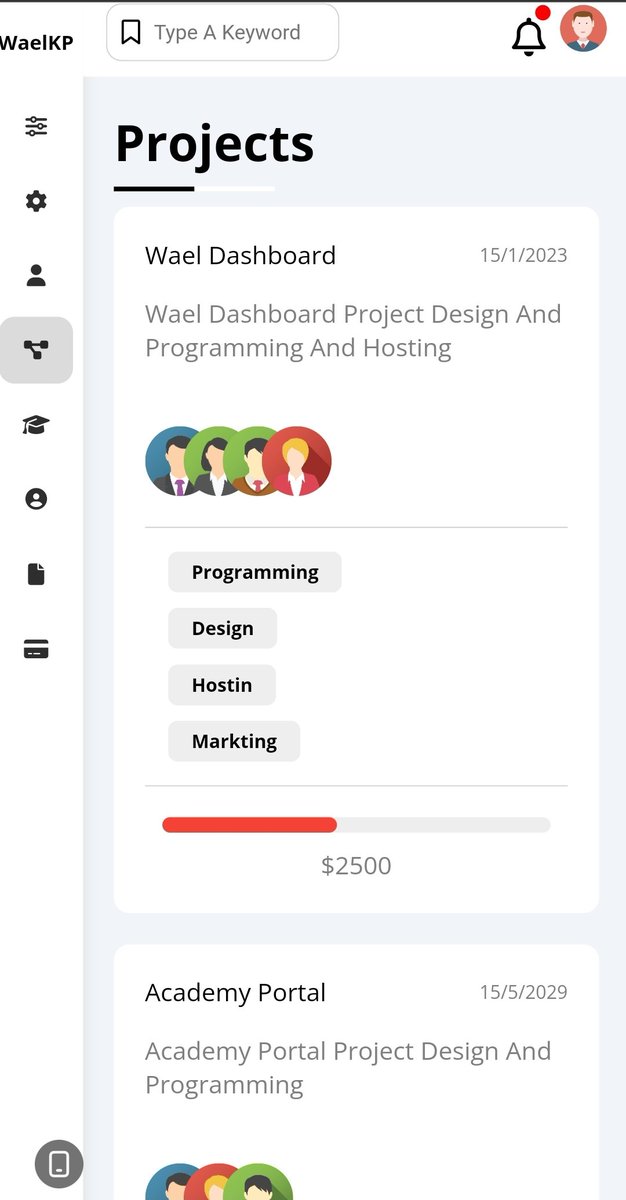 WaelKP
Type A Keyword
Projects
Wael Dashboard
15/1/2023
Wael Dashboard Project Design And
Programming And Hosting
Programming
Design
Hostin
Markting
$2500
Academy Portal
15/5/2029
Academy Portal Project Design And
Programming